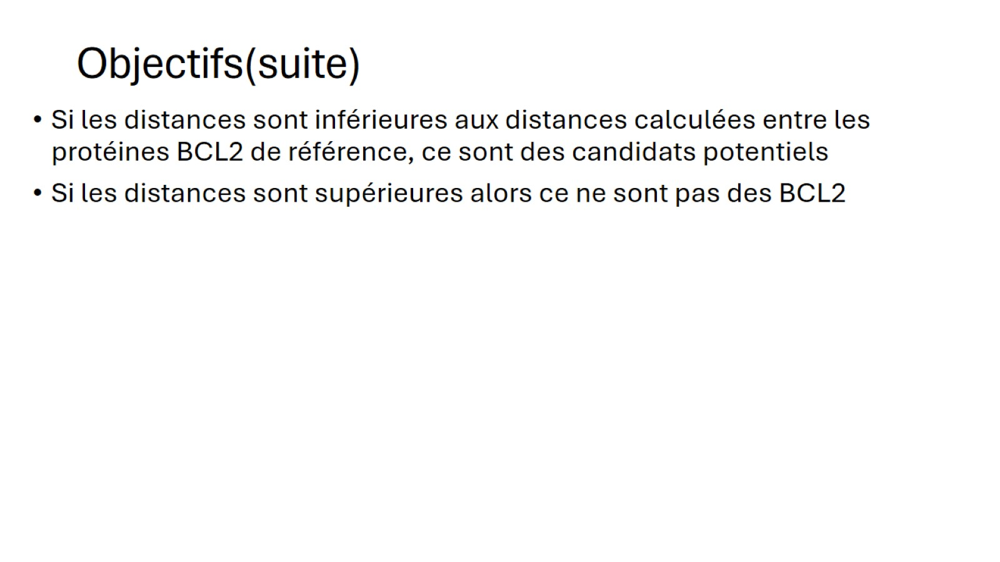 Objectifs(suite)
• Si les distances sont inférieures aux distances calculées entre les
protéines BCL2 de référence, ce sont des candidats potentiels
• Si les distances sont supérieures alors ce ne sont pas des BCL2